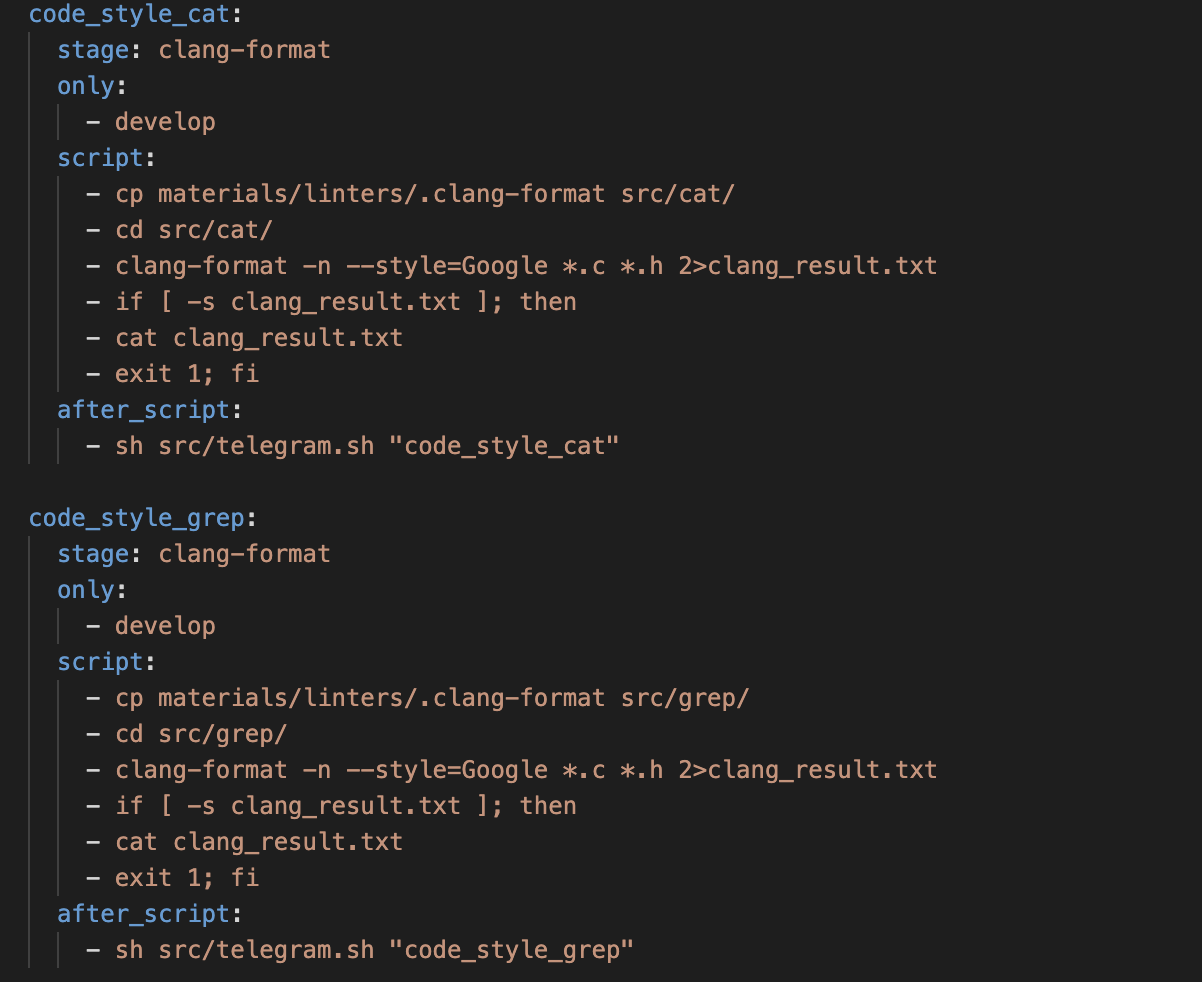 code_style_cat:
  stage: clang-format
  only:
    - develop
  script:
    - cp materials/linters/.clang-format src/cat/
    - cd src/cat/
    - clang-format -n --style=Google *.c *.h 2>clang_result.txt
    - if [ -s clang_result.txt ]; then
    - cat clang_result.txt
    - exit 1; fi
  after_script:
    - sh src/telegram.sh "code_style_cat"

code_style_grep:
  stage: clang-format
  only:
    - develop
  script:
    - cp materials/linters/.clang-format src/grep/
    - cd src/grep/
    - clang-format -n --style=Google *.c *.h 2>clang_result.txt
    - if [ -s clang_result.txt ]; then
    - cat clang_result.txt
    - exit 1; fi
  after_script:
    - sh src/telegram.sh "code_style_grep"